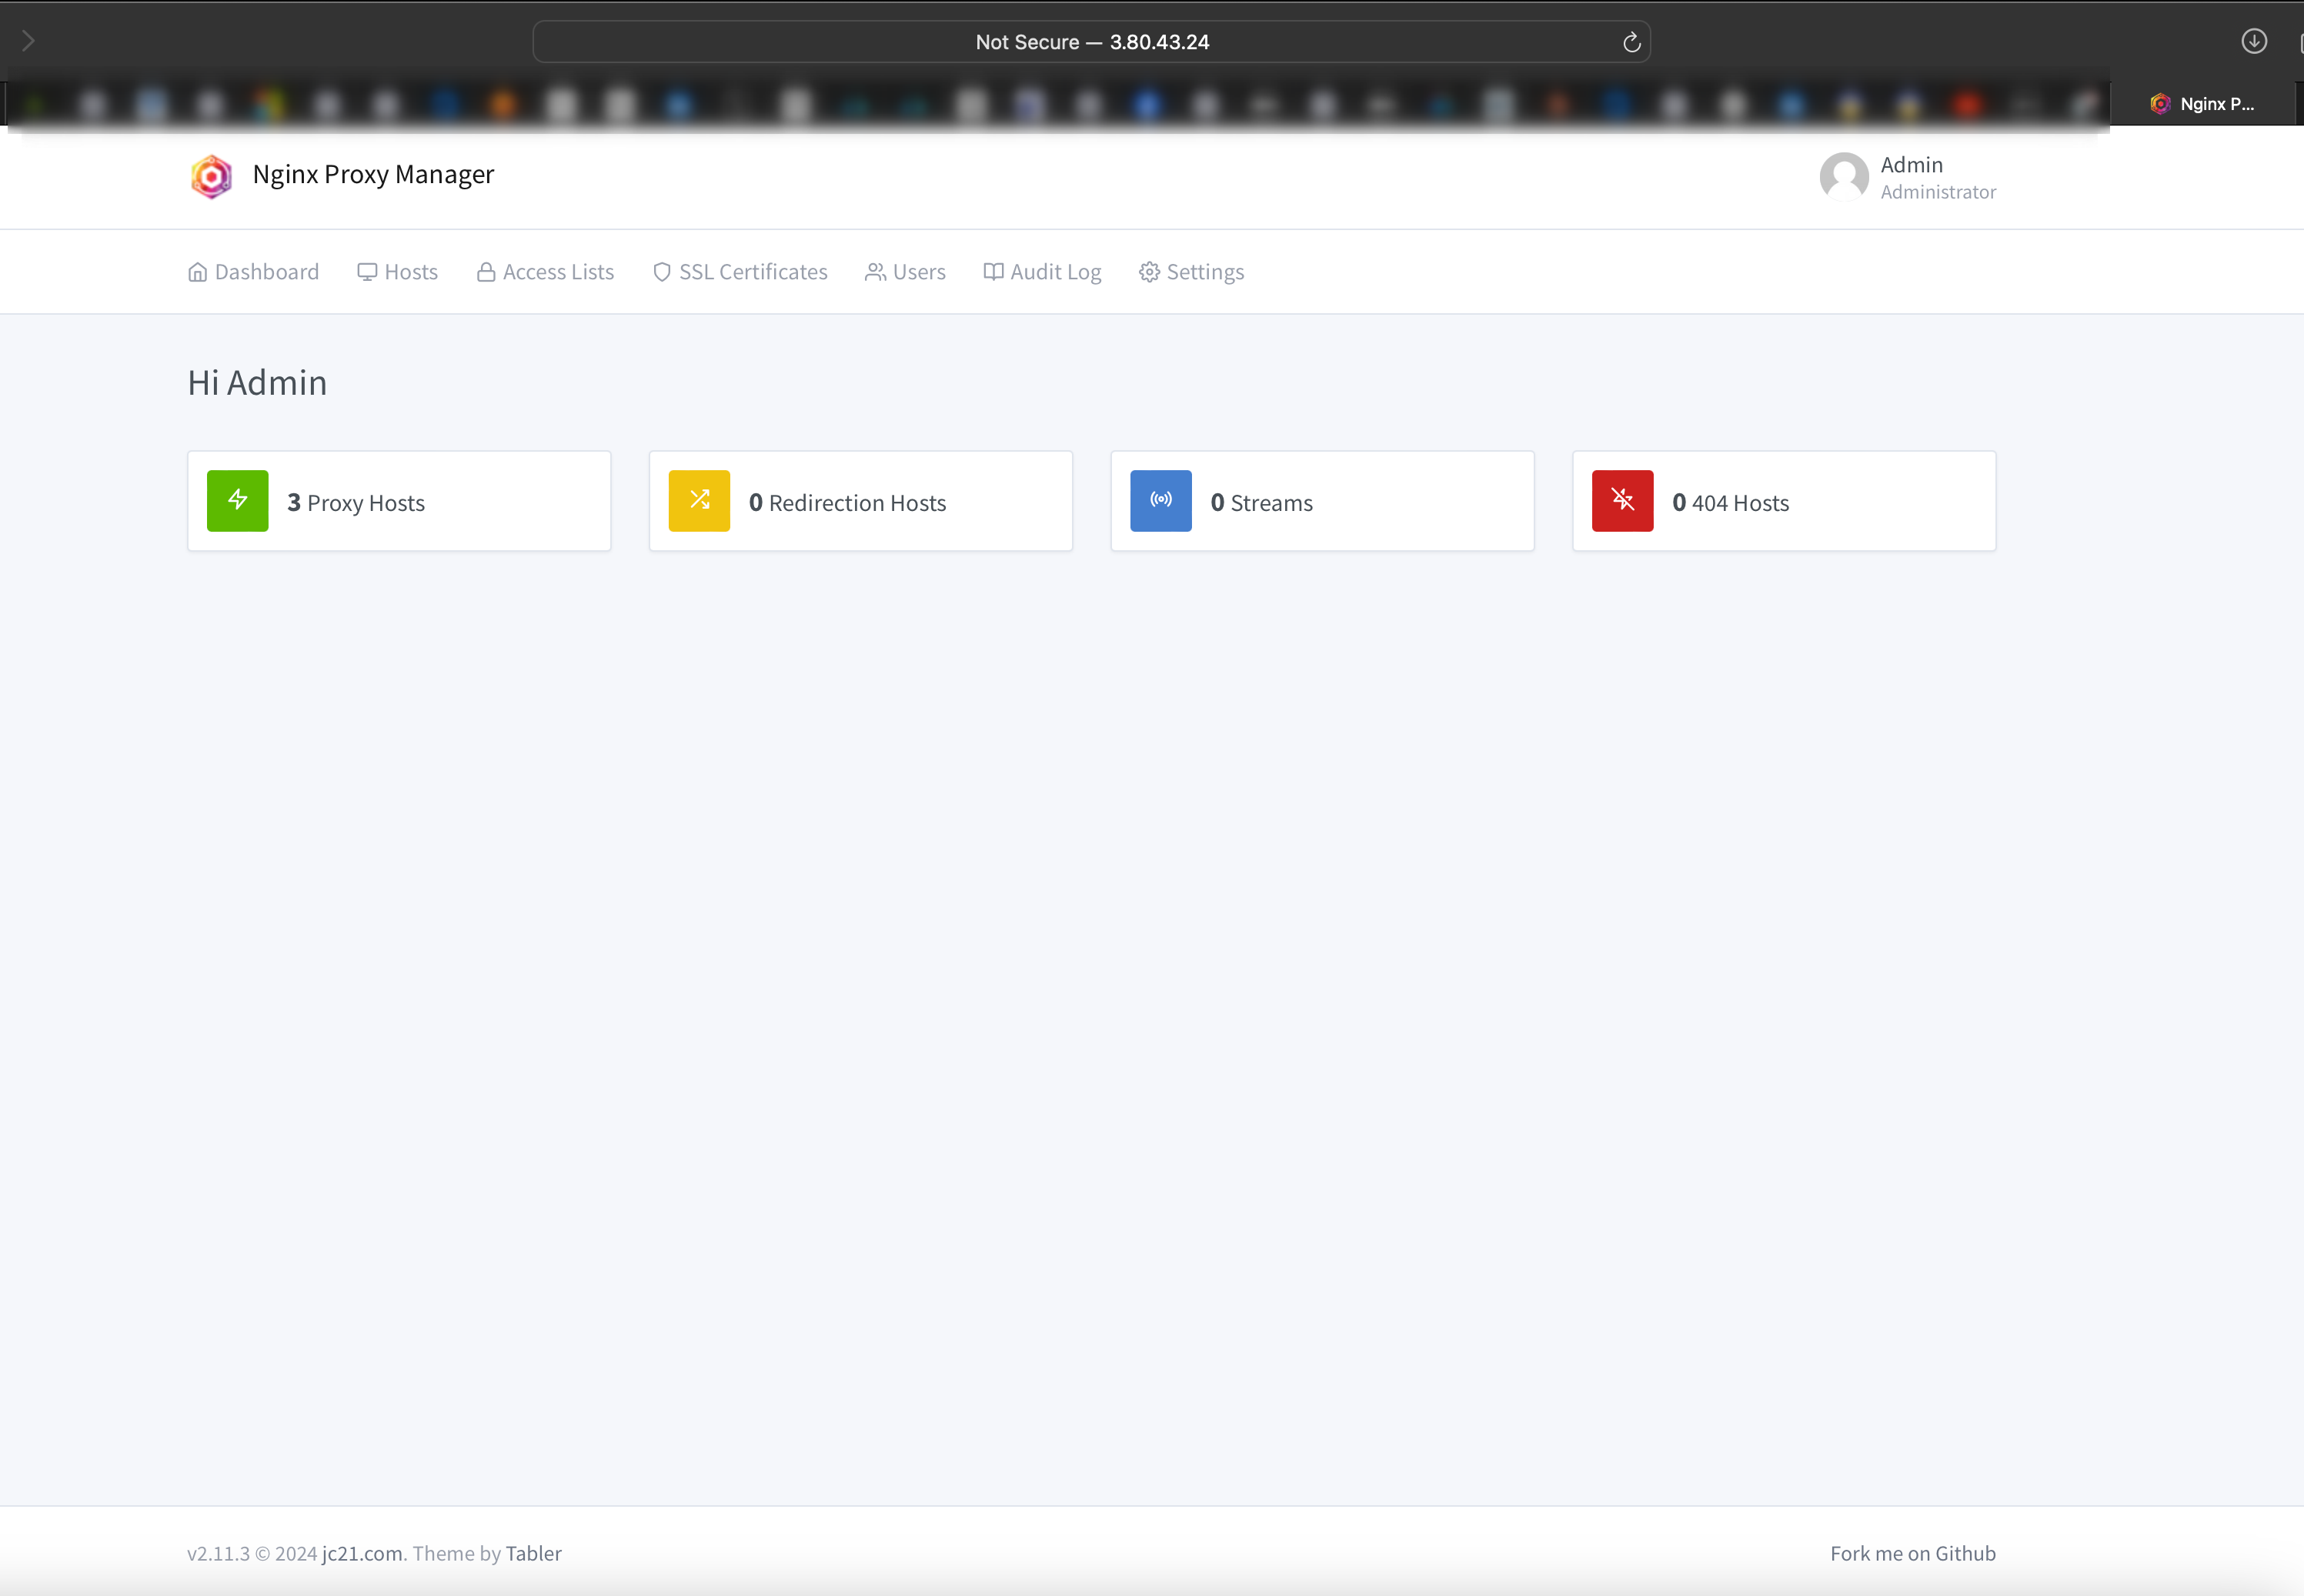 Not Secure — 3.80.43.24
Nginx P...
Nginx Proxy Manager
Admin
Administrator
Dashboard Hosts Access Lists SSL Certificates Users Audit Log Settings
Hi Admin
3 Proxy Hosts
0 Redirection Hosts
0 Streams
0 404 Hosts
v2.11.3 © 2024 jc21.com. Theme by Tabler
Fork me on Github